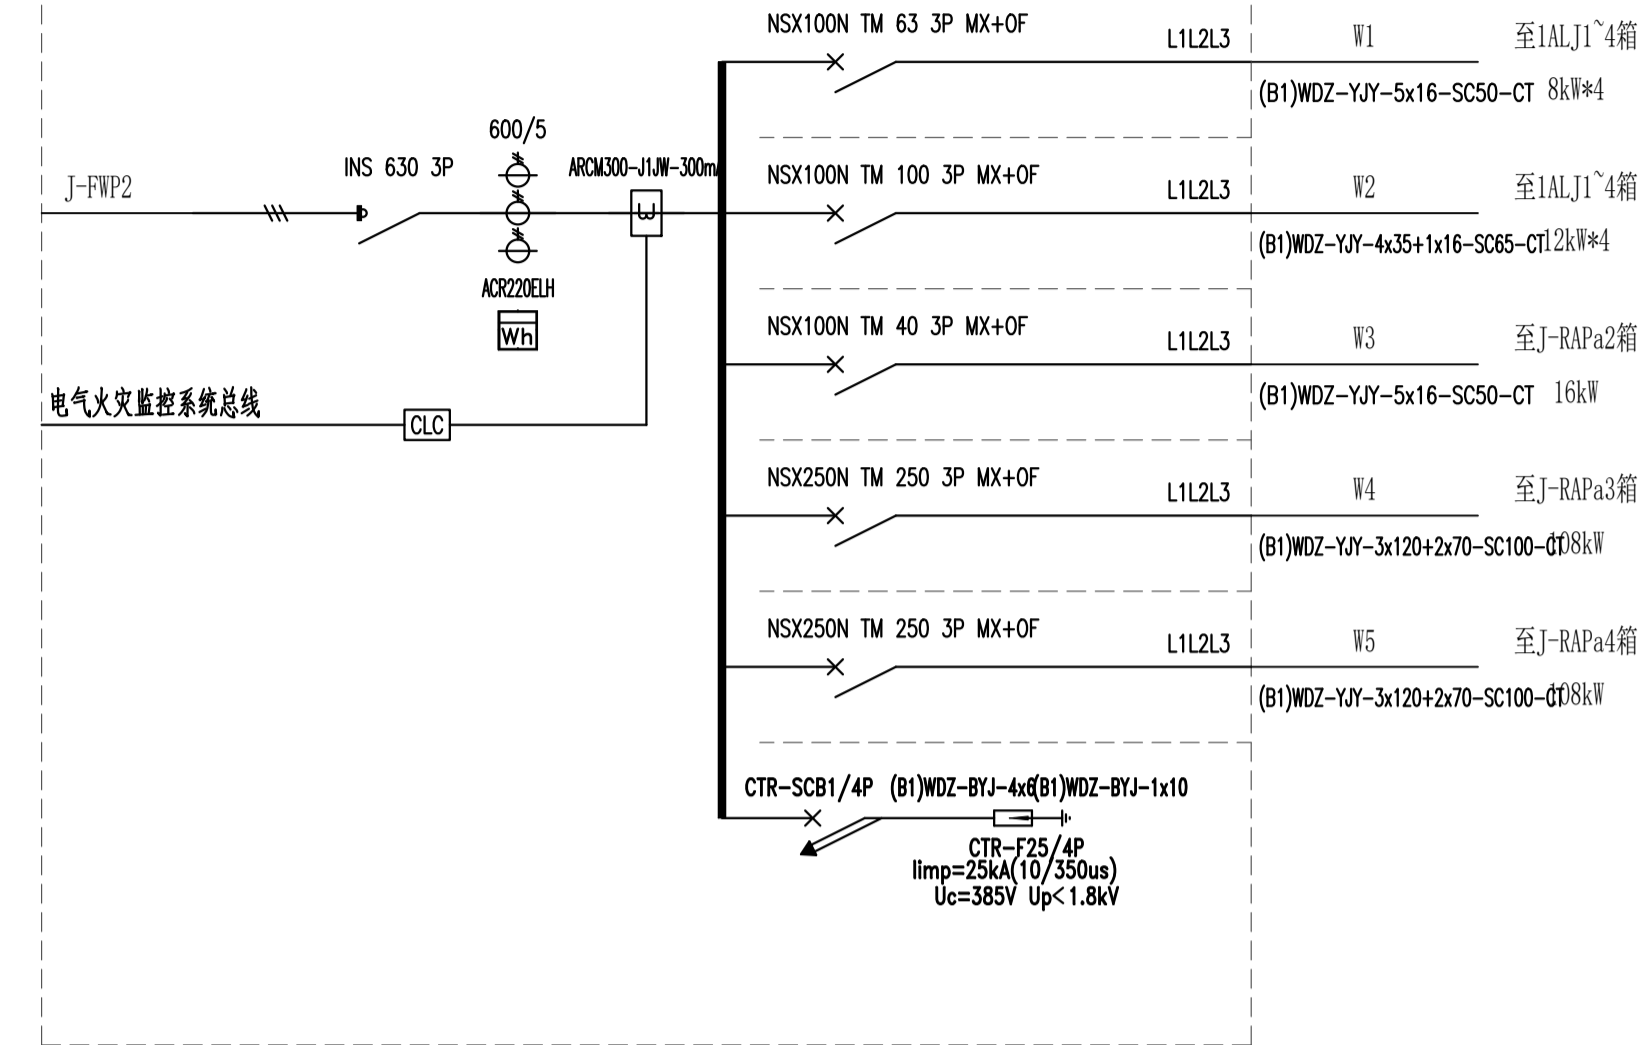 NSX100N TM 63 3P MX+OF
L1L2L3
W1
至1ALJ1~4箱
(B1)WDZ-YJY-5x16-SC50-CT
8kW*4
600/5
INS 630 3P
ARCM300-J1JW-300m
J-FWP2
NSX100N TM 100 3P MX+OF
L1L2L3
W2
至1ALJ1~4箱
(B1)WDZ-YJY-4x35+1x16-SC65-CT
12kW*4
ACR220ELH
Wh
NSX100N TM 40 3P MX+OF
L1L2L3
W3
至J-RAPa2箱
(B1)WDZ-YJY-5x16-SC50-CT
16kW
电气火灾监控系统总线
CLC
NSX250N TM 250 3P MX+OF
L1L2L3
W4
至J-RAPa3箱
(B1)WDZ-YJY-3x120+2x70-SC100-CT
108kW
NSX250N TM 250 3P MX+OF
L1L2L3
W5
至J-RAPa4箱
(B1)WDZ-YJY-3x120+2x70-SC100-CT
108kW
CTR-SCB1/4P
(B1)WDZ-BYJ-4x6
(B1)WDZ-BYJ-1x10
CTR-F25/4P
Iimp=25kA(10/350us)
Uc=385V Up<1.8kV